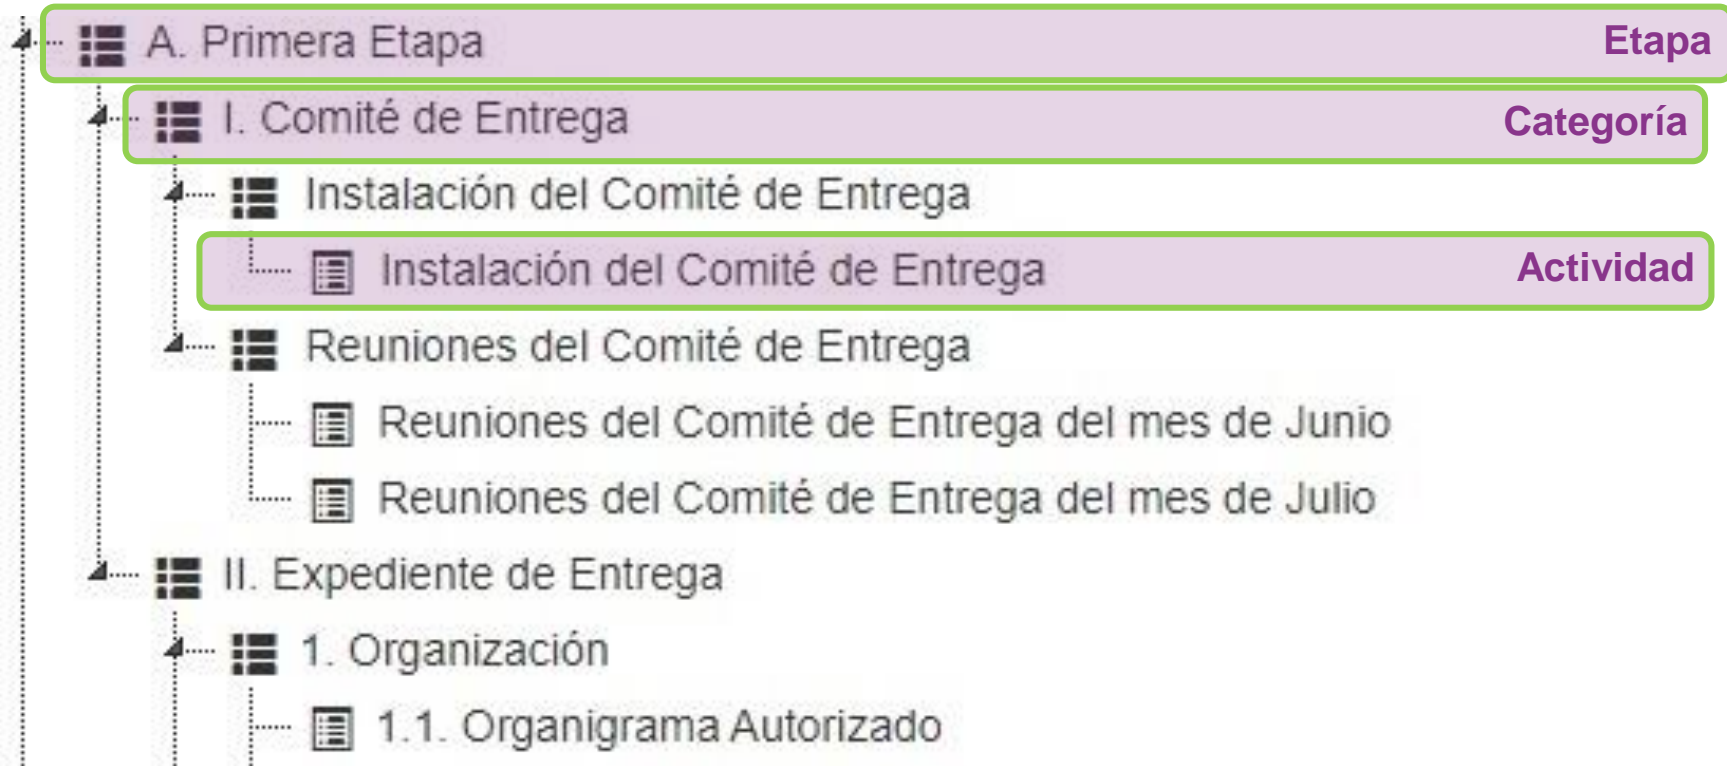 A. Primera Etapa Etapa
I. Comité de Entrega Categoría
Instalación del Comité de Entrega
Instalación del Comité de Entrega Actividad
Reuniones del Comité de Entrega
Reuniones del Comité de Entrega del mes de Junio
Reuniones del Comité de Entrega del mes de Julio
II. Expediente de Entrega
1. Organización
1.1. Organigrama Autorizado